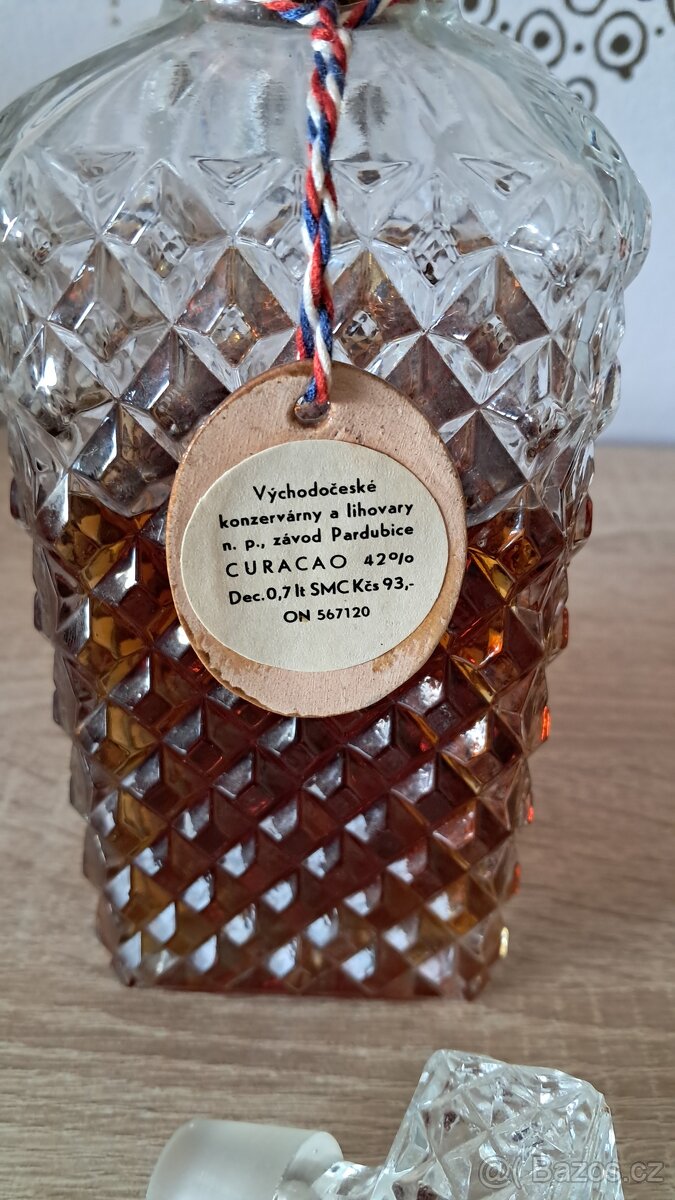 Východočeské
konzervárny a lihovary
n. p., závod Pardubice
CURACAO 42%
Dec. 0,7 lt SMC Kčs 93,-
ON 567120
@ Bazos.cz